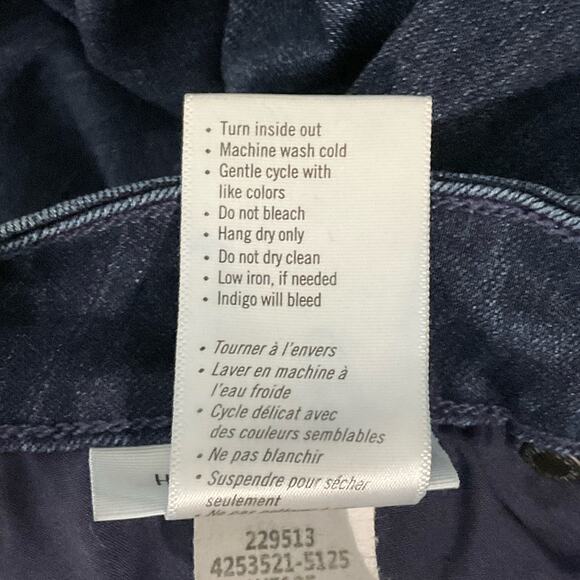 • Turn inside out
• Machine wash cold
• Gentle cycle with
like colors
• Do not bleach
• Hang dry only
• Do not dry clean
• Low iron, if needed
• Indigo will bleed
• Tourner à l'envers
• Laver en machine à
l'eau froide
• Cycle délicat avec
des couleurs semblables
• Ne pas blanchir
• Suspendre pour sécher
seulement
• Ne pas
H
229513
4253521-5125